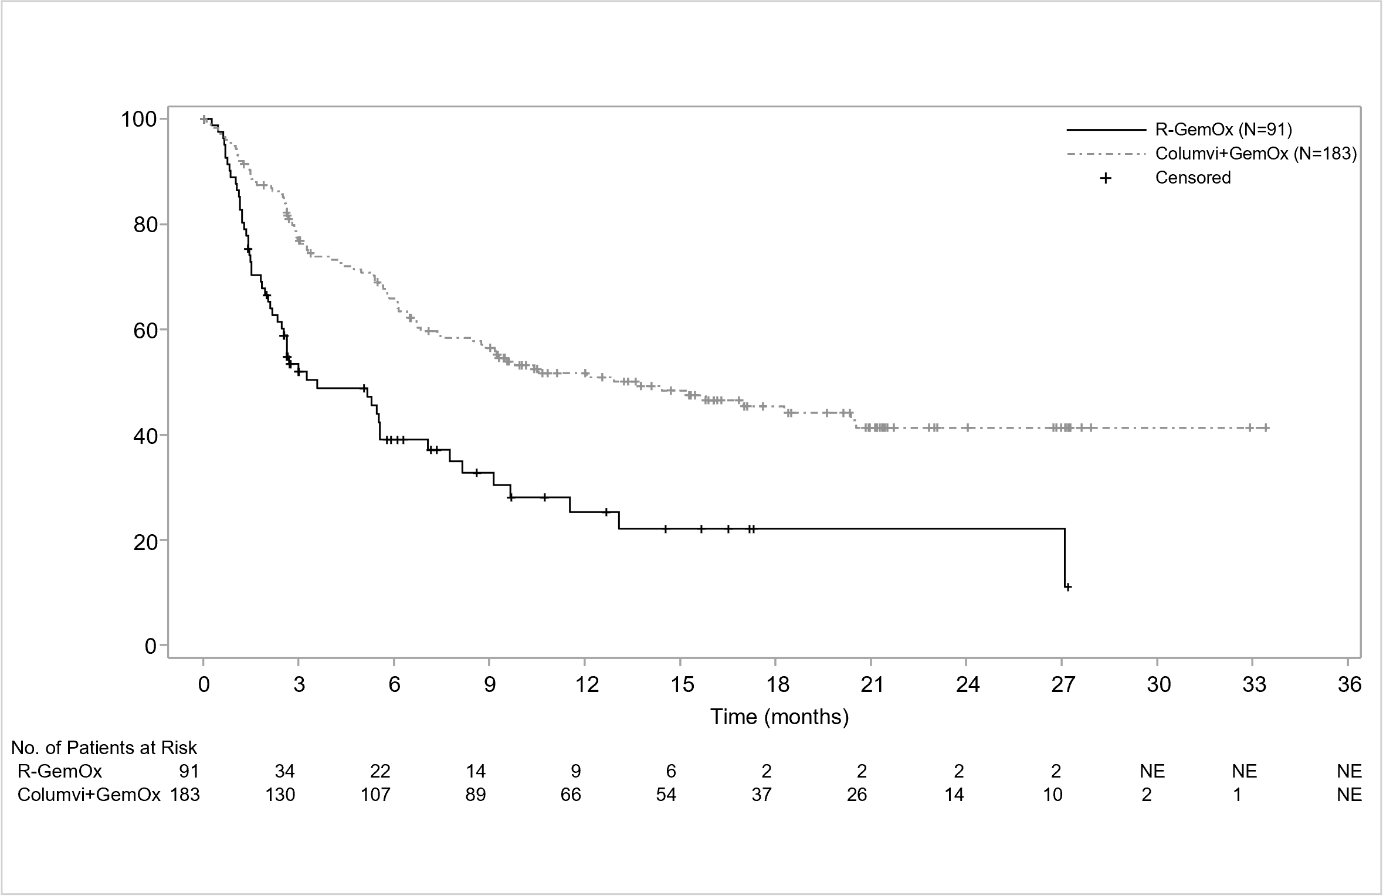 100
80
60
40
20
0
R-GemOx (N=91)
Columvi+GemOx (N=183)
Censored
0 3 6 9 12 15 18 21 24 27 30 33 36
Time (months)
No. of Patients at Risk
R-GemOx 91 34 22 14 9 6 2 2 2 2 NE NE NE
Columvi+GemOx 183 130 107 89 66 54 37 26 14 10 2 1 NE